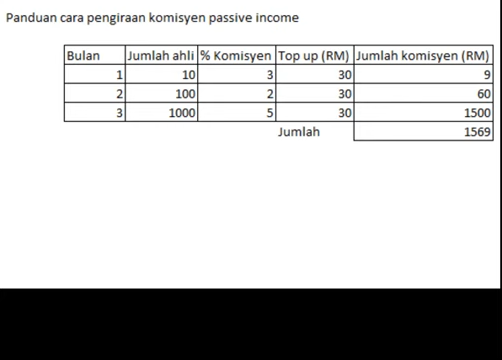 Panduan cara pengiraan komisyen passive income
Bulan Jumlah ahli % Komisyen Top up (RM) Jumlah komisyen (RM)
1 10 3 30 9
2 100 2 30 60
3 1000 5 30 1500
Jumlah 1569